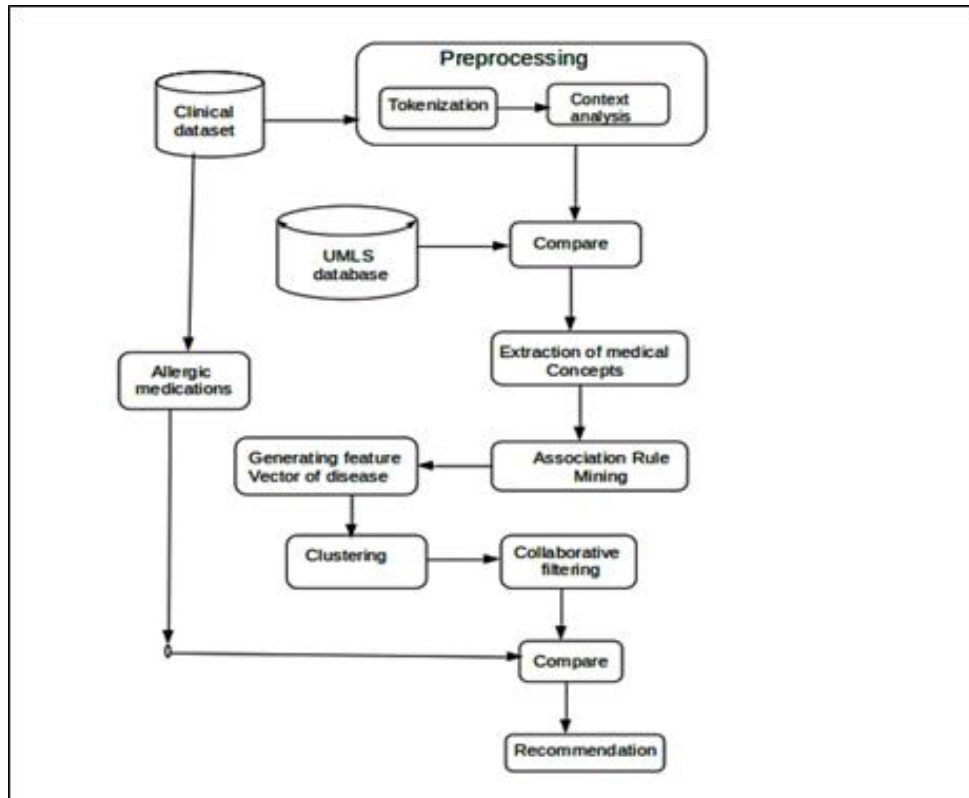 Preprocessing
Tokenization
Context
analysis
Clinical
dataset
UMLS
database
Compare
Extraction of medical
Concepts
Allergic
medications
Association Rule
Mining
Generating feature
Vector of disease
Clustering
Collaborative
filtering
Compare
Recommendation